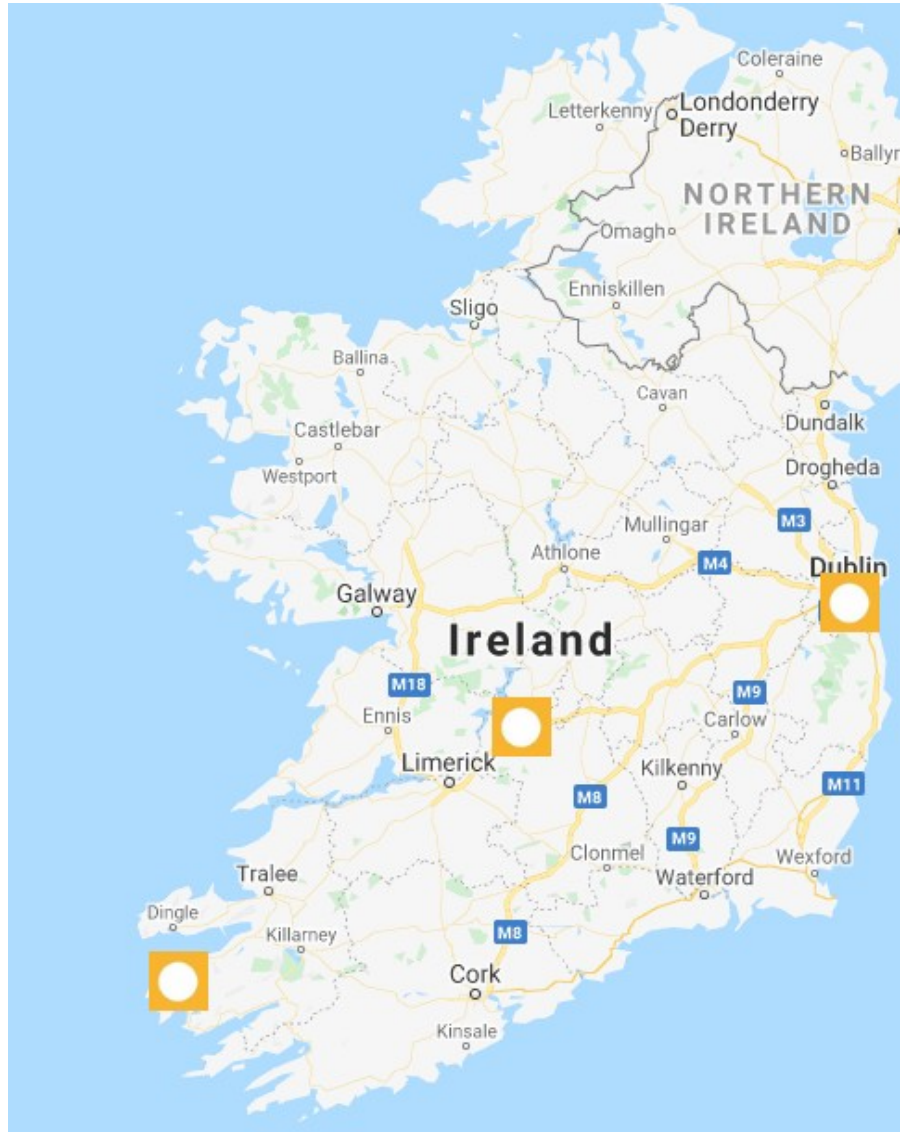 Coleraine
Letterkenny
Londonderry
Derry
Ballym
NORTHERN
IRELAND
Omagh
Enniskillen
Sligo
Ballina
Cavan
Castlebar
Dundalk
Westport
Drogheda
Mullingar
M3
Athlone
M4
Dublin
Galway
Ireland
M18
M9
Ennis
Carlow
Limerick
Kilkenny
M8
M11
M9
Clonmel
Wexford
Tralee
Waterford
Dingle
Killarney
M8
Cork
Kinsale